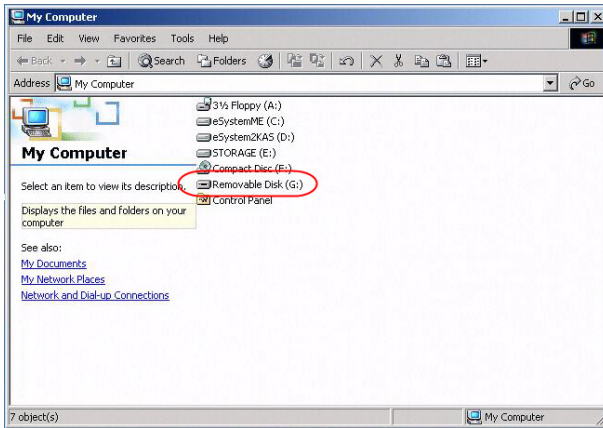 My Computer
File Edit View Favorites Tools Help
Back Search Folders
Address My Computer Go
3½ Floppy (A:)
eSystemME (C:)
eSystem2KAS (D:)
STORAGE (E:)
Compact Disc (F:)
Removable Disk (G:)
Control Panel
My Computer
Select an item to view its description.
Displays the files and folders on your
computer
See also:
My Documents
My Network Places
Network and Dial-up Connections
7 object(s) My Computer